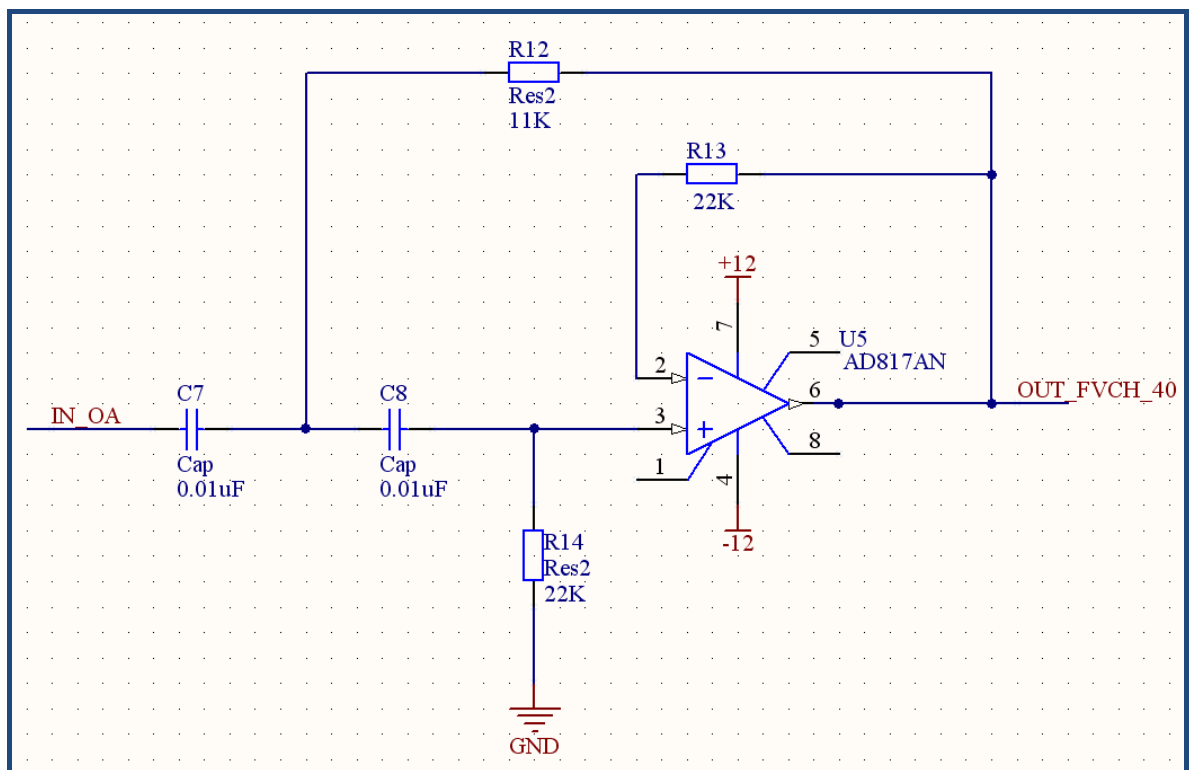 R12
Res2
11K
R13
22K
+12
7
5
U5
AD817AN
2
6
OUT_FVCH_40
C7
C8
IN_OA
3
8
Cap
0.01uF
Cap
0.01uF
1
4
-12
R14
Res2
22K
GND